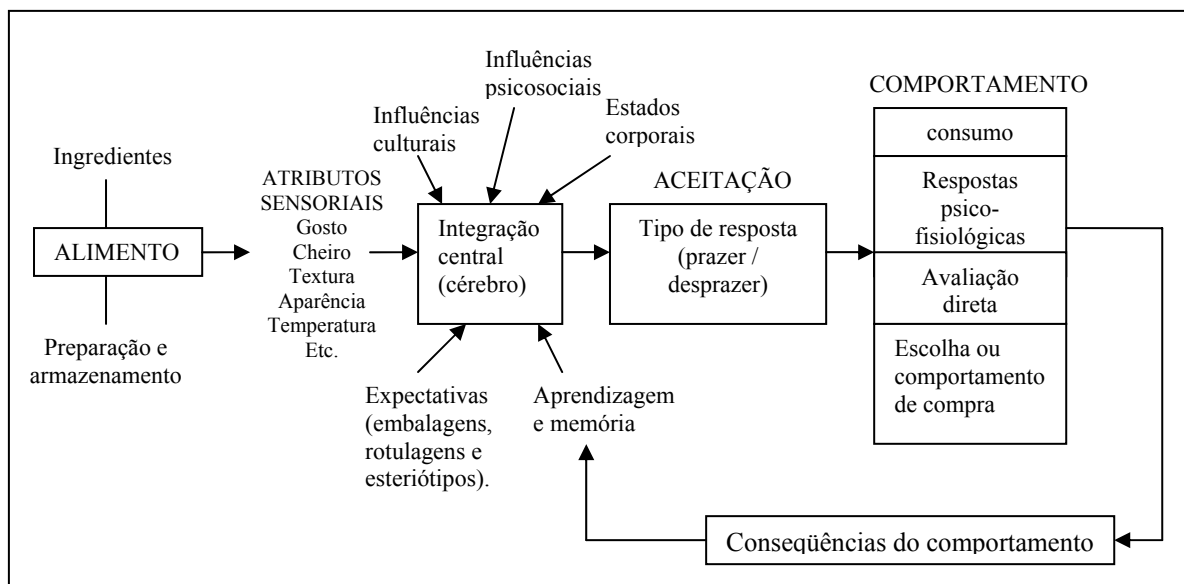 Ingredientes
ALIMENTO
Preparação e
armazenamento
ATRIBUTOS
SENSORIAIS
Gosto
Cheiro
Textura
Aparência
Temperatura
Etc.
Influências
culturais
Influências
psicosociais
Estados
corporais
Integração
central
(cérebro)
Expectativas
(embalagens,
rotulagens e
esteriótipos).
Aprendizagem
e memória
ACEITAÇÃO
Tipo de resposta
(prazer /
desprazer)
COMPORTAMENTO
consumo
Respostas
psico-
fisiológicas
Avaliação
direta
Escolha ou
comportamento
de compra
Conseqüências do comportamento